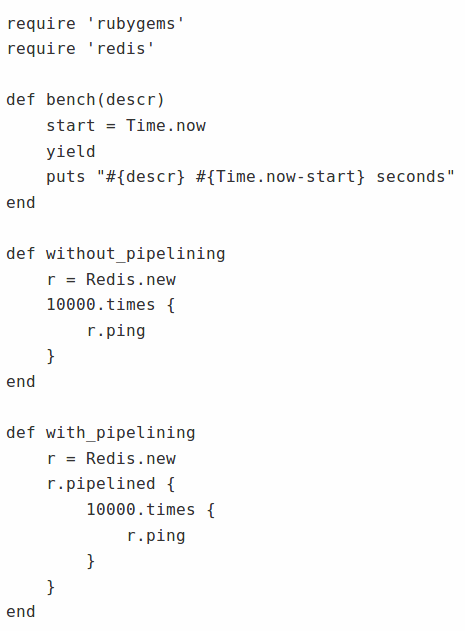 require 'rubygems'
require 'redis'

def bench(descr)
    start = Time.now
    yield
    puts "#{descr} #{Time.now-start} seconds"
end

def without_pipelining
    r = Redis.new
    10000.times {
        r.ping
    }
end

def with_pipelining
    r = Redis.new
    r.pipelined {
        10000.times {
            r.ping
        }
    }
end